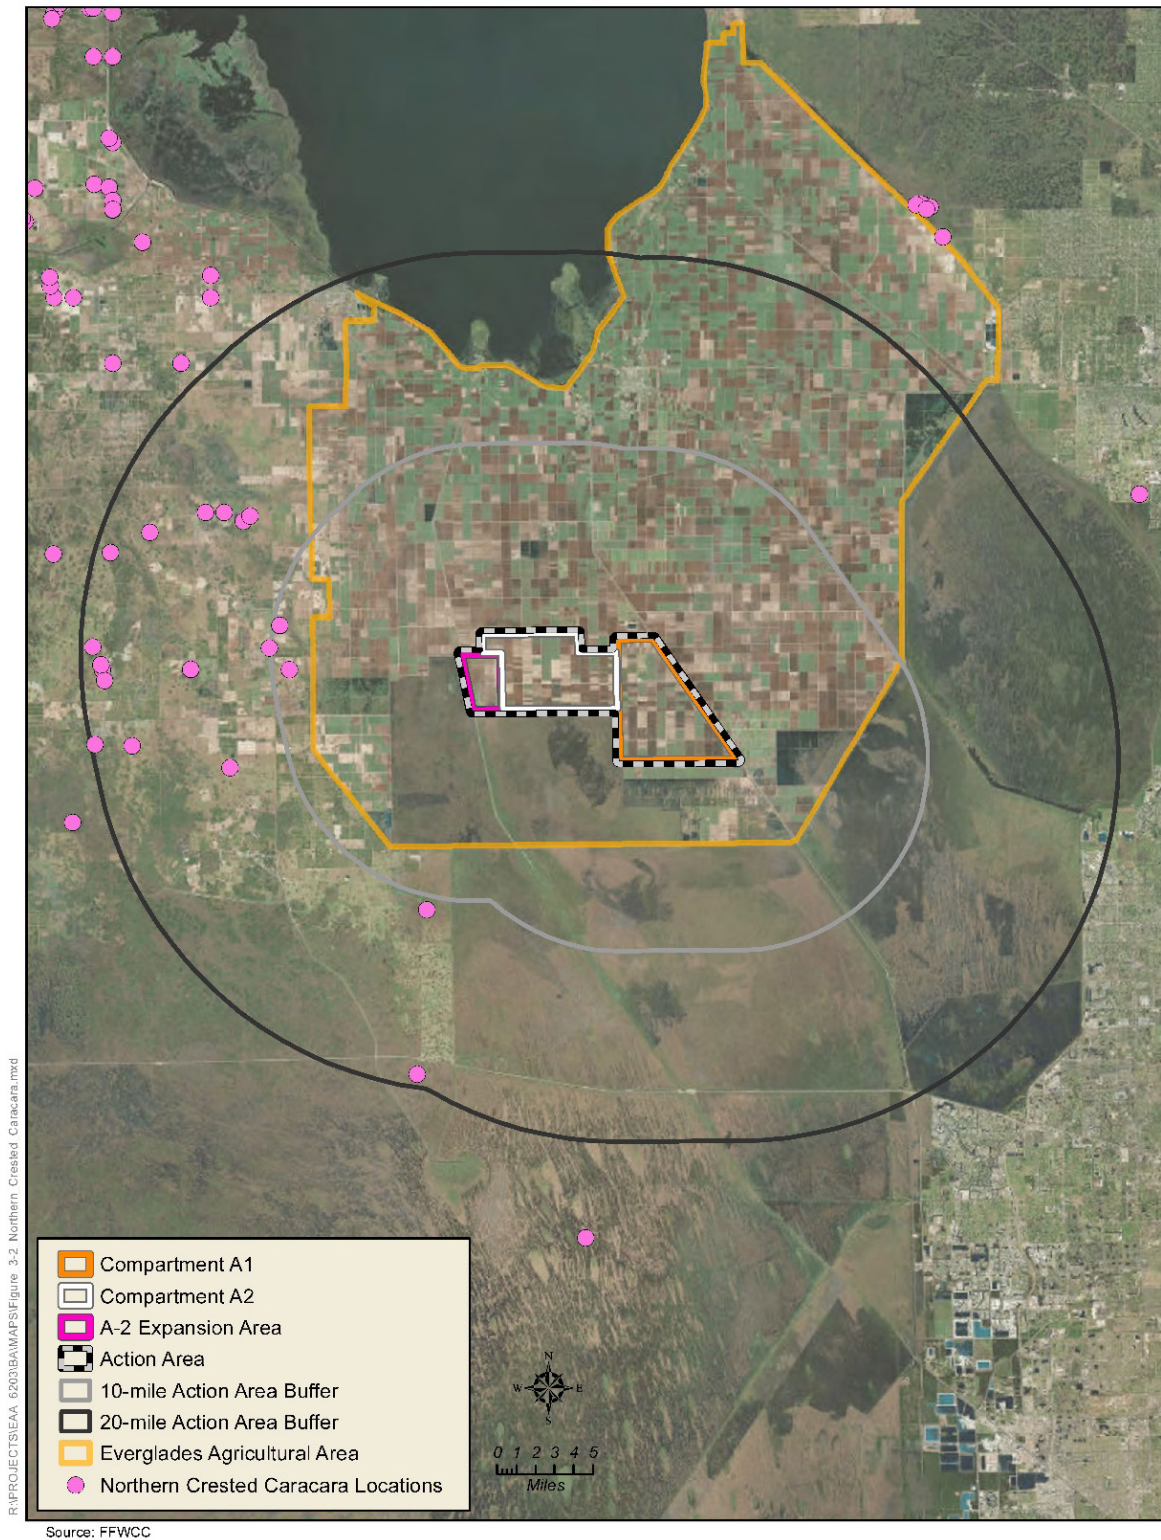 Compartment A1
Compartment A2
A-2 Expansion Area
Action Area
10-mile Action Area Buffer
20-mile Action Area Buffer
Everglades Agricultural Area
Northern Crested Caracara Locations
N
W E
S
0 1 2 3 4 5
Miles
R:\PROJECTS\EAA_6203\BA\MAPS\Figure 3-2 Northern Crested Caracara.mxd
Source: FFWCC